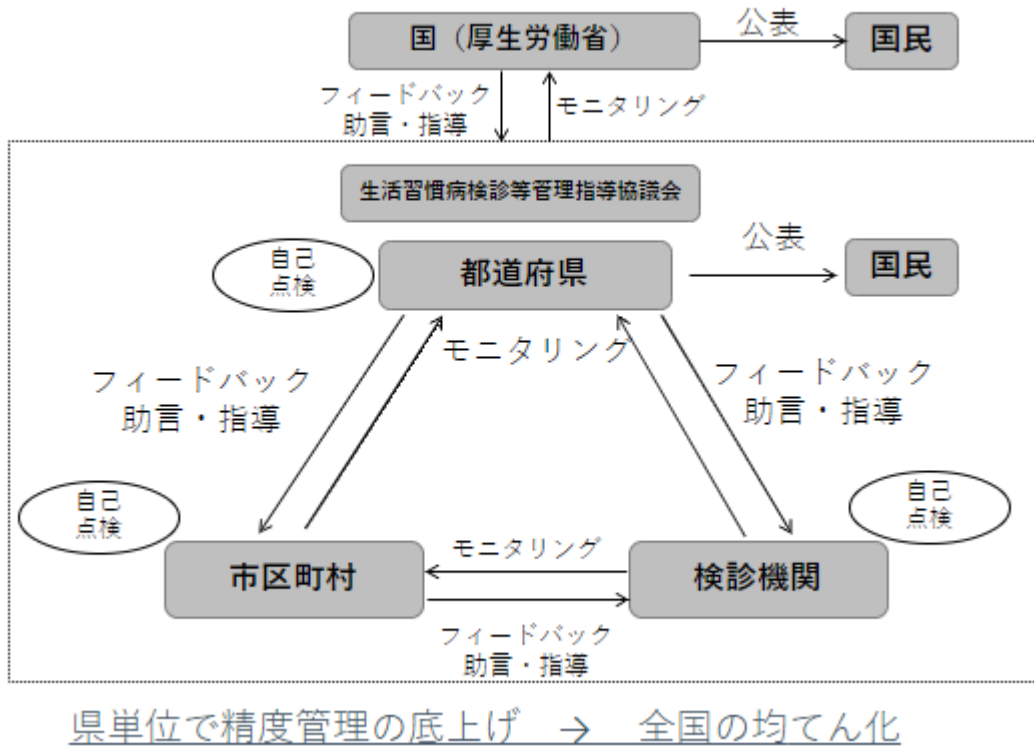 国（厚生労働省）
公表
国民
フィードバック
助言・指導
モニタリング
生活習慣病検診等管理指導協議会
自己
点検
都道府県
公表
国民
モニタリング
フィードバック
助言・指導
フィードバック
助言・指導
自己
点検
自己
点検
市区町村
モニタリング
検診機関
フィードバック
助言・指導
県単位で精度管理の底上げ → 全国の均てん化